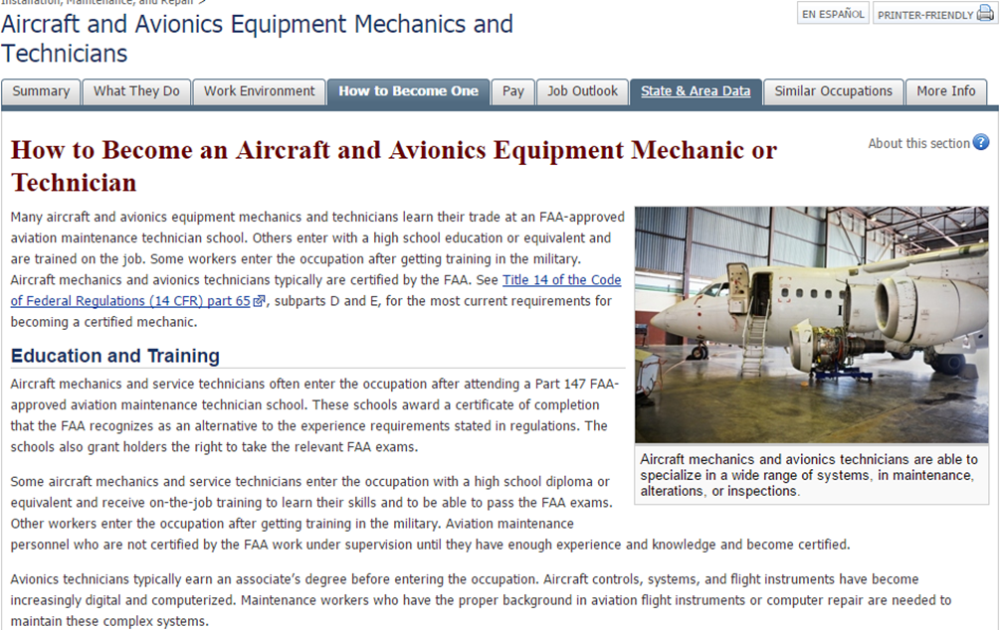 Installation, Maintenance, and Repair >
EN ESPAÑOL
PRINTER-FRIENDLY
Aircraft and Avionics Equipment Mechanics and
Technicians
Summary
What They Do
Work Environment
How to Become One
Pay
Job Outlook
State & Area Data
Similar Occupations
More Info
About this section ?
How to Become an Aircraft and Avionics Equipment Mechanic or
Technician
Many aircraft and avionics equipment mechanics and technicians learn their trade at an FAA-approved
aviation maintenance technician school. Others enter with a high school education or equivalent and
are trained on the job. Some workers enter the occupation after getting training in the military.
Aircraft mechanics and avionics technicians typically are certified by the FAA. See Title 14 of the Code
of Federal Regulations (14 CFR) part 65, subparts D and E, for the most current requirements for
becoming a certified mechanic.
Education and Training
Aircraft mechanics and service technicians often enter the occupation after attending a Part 147 FAA-
approved aviation maintenance technician school. These schools award a certificate of completion
that the FAA recognizes as an alternative to the experience requirements stated in regulations. The
schools also grant holders the right to take the relevant FAA exams.
Aircraft mechanics and avionics technicians are able to
specialize in a wide range of systems, in maintenance,
alterations, or inspections.
Some aircraft mechanics and service technicians enter the occupation with a high school diploma or
equivalent and receive on-the-job training to learn their skills and to be able to pass the FAA exams.
Other workers enter the occupation after getting training in the military. Aviation maintenance
personnel who are not certified by the FAA work under supervision until they have enough experience and knowledge and become certified.
Avionics technicians typically earn an associate's degree before entering the occupation. Aircraft controls, systems, and flight instruments have become
increasingly digital and computerized. Maintenance workers who have the proper background in aviation flight instruments or computer repair are needed to
maintain these complex systems.